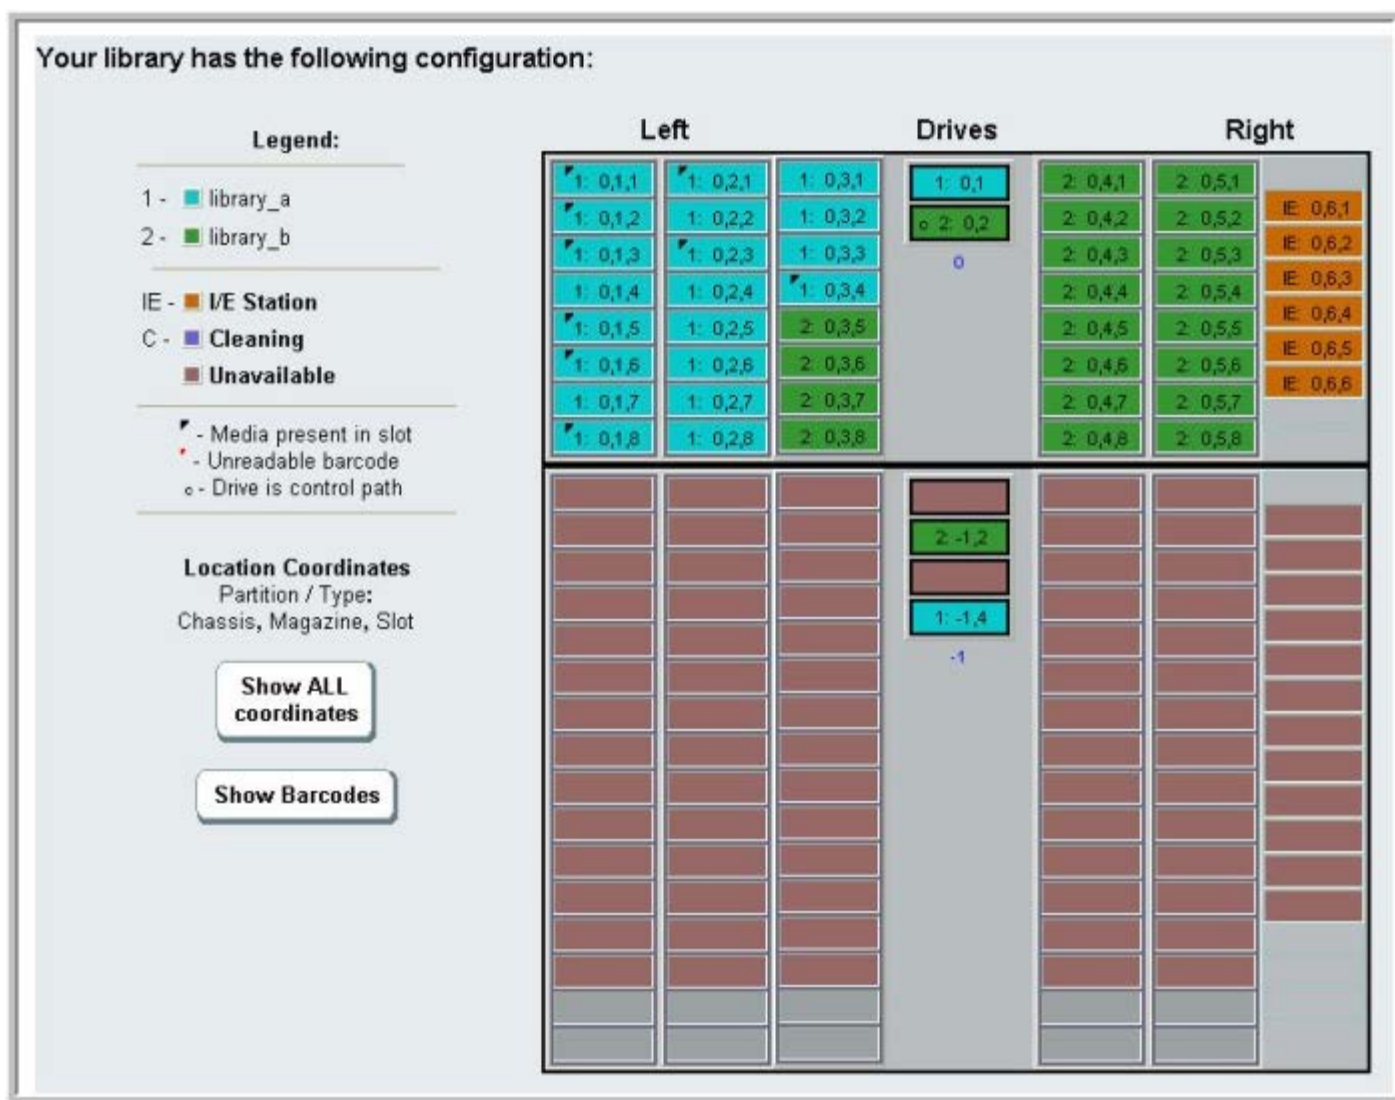 Your library has the following configuration:
Legend:
1 - library_a
2 - library_b
IE - I/E Station
C - Cleaning
Unavailable
- Media present in slot
- Unreadable barcode
c - Drive is control path
Location Coordinates
Partition / Type:
Chassis, Magazine, Slot
Show ALL
coordinates
Show Barcodes
Left Drives Right
1: 0,1,1 1: 0,2,1 1: 0,3,1 1: 0,1 2: 0,4,1 2: 0,5,1
IE: 0,6,1
1: 0,1,2 1: 0,2,2 1: 0,3,2 c 2: 0,2 2: 0,4,2 2: 0,5,2
IE: 0,6,2
1: 0,1,3 1: 0,2,3 1: 0,3,3 0 2: 0,4,3 2: 0,5,3
IE: 0,6,3
1: 0,1,4 1: 0,2,4 1: 0,3,4 2: 0,4,4 2: 0,5,4
IE: 0,6,4
1: 0,1,5 1: 0,2,5 2: 0,3,5 2: 0,4,5 2: 0,5,5
IE: 0,6,5
1: 0,1,6 1: 0,2,6 2: 0,3,6 2: 0,4,6 2: 0,5,6
IE: 0,6,6
1: 0,1,7 1: 0,2,7 2: 0,3,7 2: 0,4,7 2: 0,5,7
1: 0,1,8 1: 0,2,8 2: 0,3,8 2: 0,4,8 2: 0,5,8
2: -1,2
1: -1,4
-1